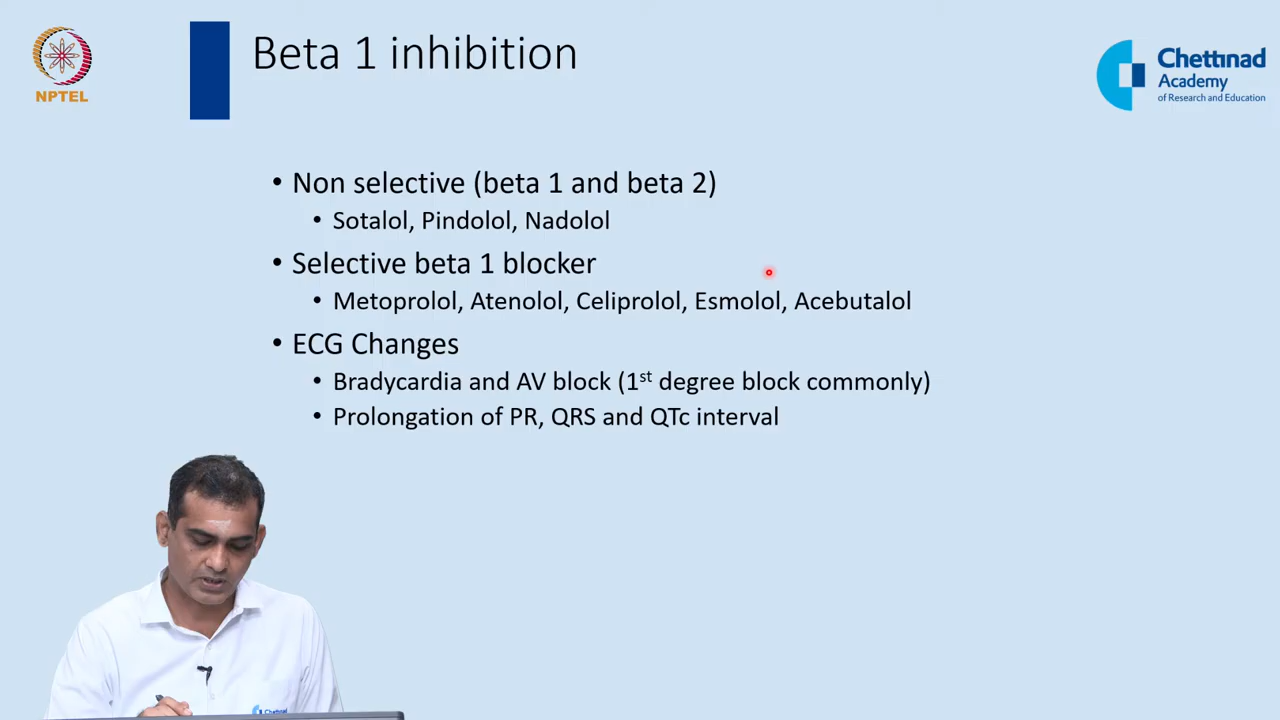 NPTEL
Beta 1 inhibition
Chettinad
Academy
of Research and Education
• Non selective (beta 1 and beta 2)
• Sotalol, Pindolol, Nadolol
• Selective beta 1 blocker
• Metoprolol, Atenolol, Celiprolol, Esmolol, Acebutalol
• ECG Changes
• Bradycardia and AV block (1st degree block commonly)
• Prolongation of PR, QRS and QTc interval
Chettinad